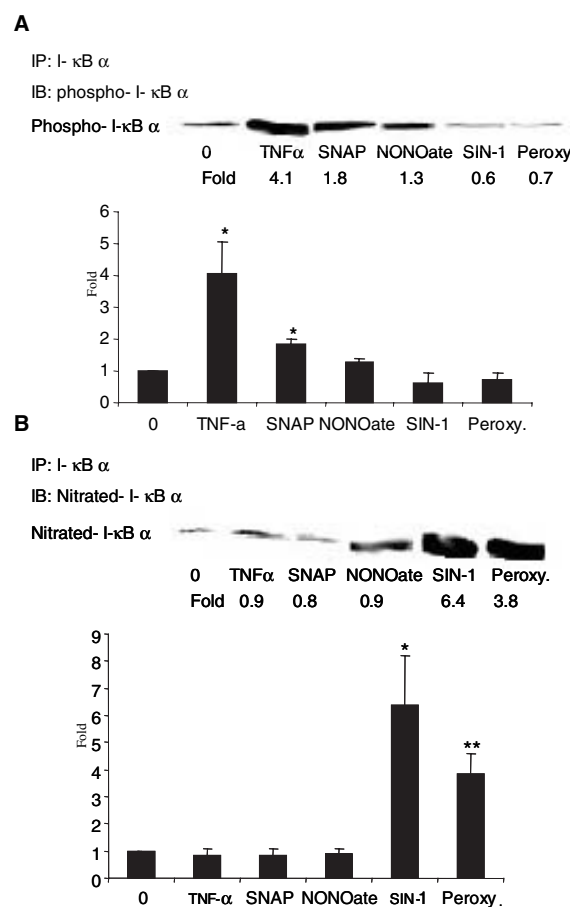 A
IP: I- κB α
IB: phospho- I- κB α
Phospho- I-κB α
0 TNFα SNAP NONOate SIN-1 Peroxy
Fold 4.1 1.8 1.3 0.6 0.7
6
5
4
3
2
1
0
Fold
*
*
0 TNF-a SNAP NONOate SIN-1 Peroxy.
B
IP: I- κB α
IB: Nitrated- I- κB α
Nitrated- I-κB α
0 TNFα SNAP NONOate SIN-1 Peroxy.
Fold 0.9 0.8 0.9 6.4 3.8
9
8
7
6
5
4
3
2
1
0
Fold
*
**
0 TNF-α SNAP NONOate SIN-1 Peroxy.